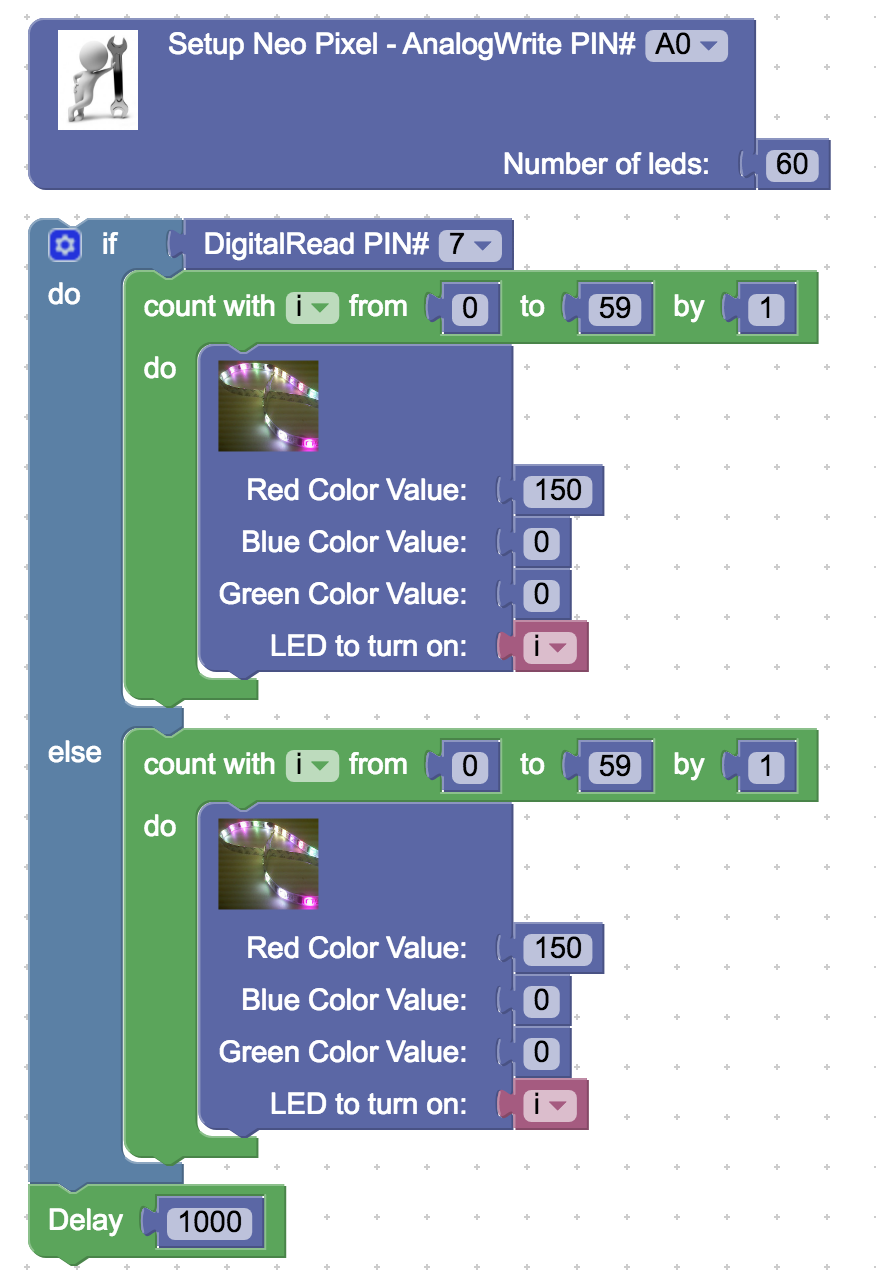 Setup Neo Pixel - AnalogWrite PIN# A0
Number of leds: 60
if DigitalRead PIN# 7
do count with i from 0 to 59 by 1
do
Red Color Value: 150
Blue Color Value: 0
Green Color Value: 0
LED to turn on: i
else count with i from 0 to 59 by 1
do
Red Color Value: 150
Blue Color Value: 0
Green Color Value: 0
LED to turn on: i
Delay 1000